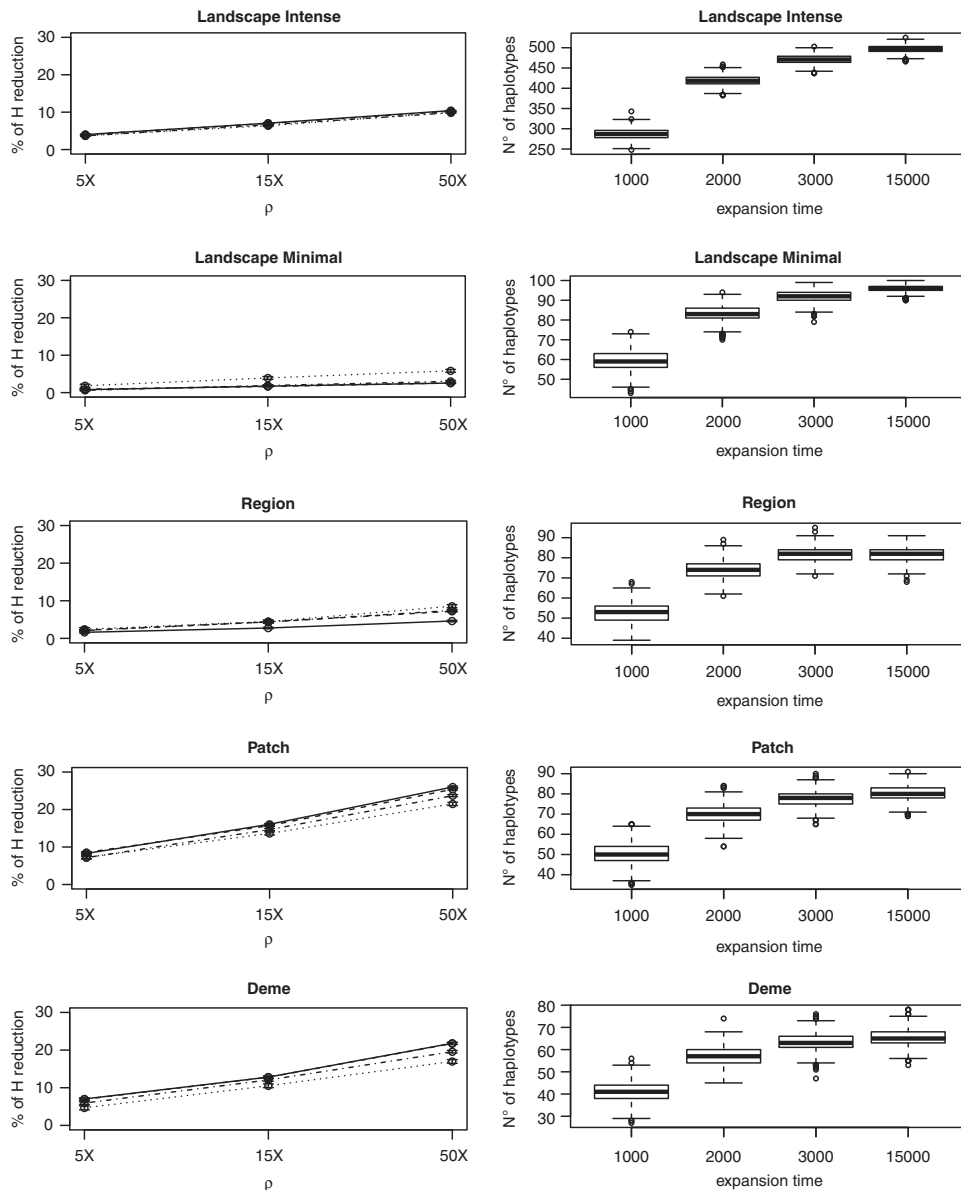 Landscape Intense
% of H reduction
30
20
10
0
5X 15X 50X
ρ
Landscape Intense
N° of haplotypes
500
450
400
350
300
250
1000 2000 3000 15000
expansion time
Landscape Minimal
% of H reduction
30
20
10
0
5X 15X 50X
ρ
Landscape Minimal
N° of haplotypes
100
90
80
70
60
50
1000 2000 3000 15000
expansion time
Region
% of H reduction
30
20
10
0
5X 15X 50X
ρ
Region
N° of haplotypes
90
80
70
60
50
40
1000 2000 3000 15000
expansion time
Patch
% of H reduction
30
20
10
0
5X 15X 50X
ρ
Patch
N° of haplotypes
90
80
70
60
50
40
1000 2000 3000 15000
expansion time
Deme
% of H reduction
30
20
10
0
5X 15X 50X
ρ
Deme
N° of haplotypes
80
70
60
50
40
30
1000 2000 3000 15000
expansion time